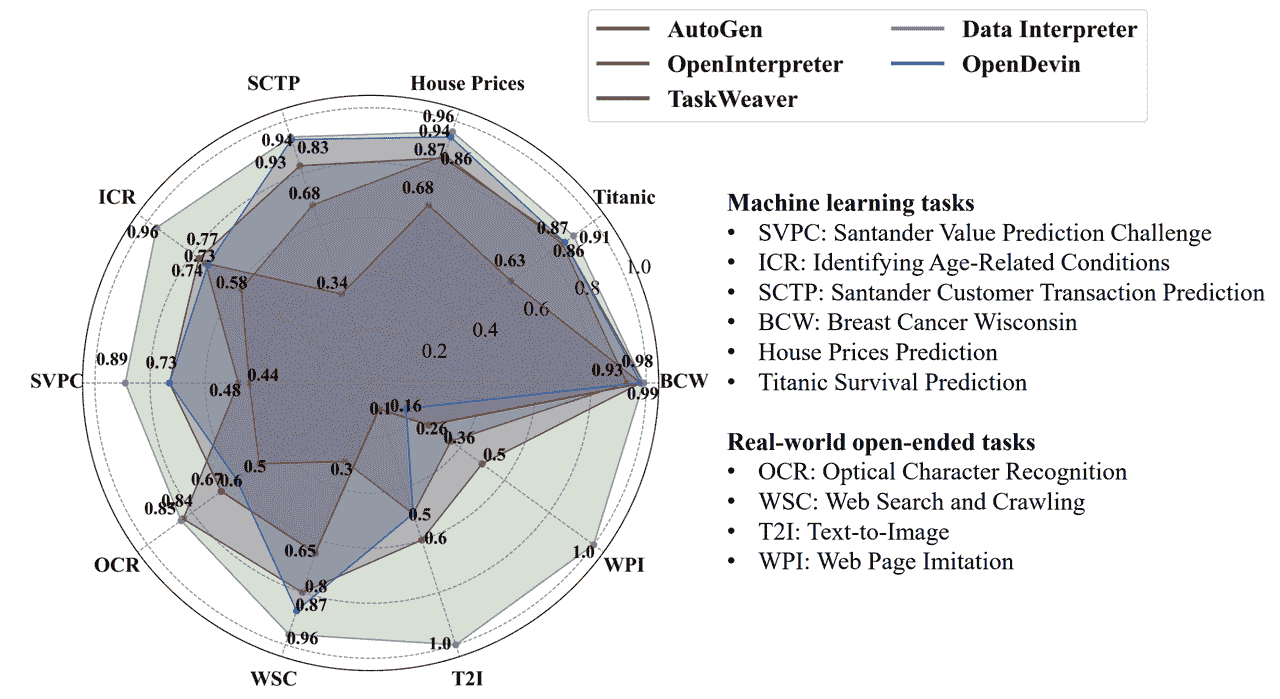 AutoGen
OpenInterpreter
TaskWeaver
Data Interpreter
OpenDevin
SCTP
House Prices
0.96
0.94
0.94
0.83
0.87
0.86
0.93
0.68
0.68
ICR
Titanic
0.96
0.77
0.73
0.74
0.58
0.34
0.63
0.87
0.91
0.86
1.0
0.8
0.6
0.4
0.2
SVPC
0.89
0.73
0.48
0.44
0.93
0.98
BCW
0.99
0.1
0.16
0.26
0.36
0.5
0.5
0.3
0.67
0.6
0.84
0.85
OCR
0.65
0.5
0.6
1.0
WPI
0.8
0.87
0.96
1.0
WSC
T2I
Machine learning tasks
• SVPC: Santander Value Prediction Challenge
• ICR: Identifying Age-Related Conditions
• SCTP: Santander Customer Transaction Prediction
• BCW: Breast Cancer Wisconsin
• House Prices Prediction
• Titanic Survival Prediction
Real-world open-ended tasks
• OCR: Optical Character Recognition
• WSC: Web Search and Crawling
• T2I: Text-to-Image
• WPI: Web Page Imitation